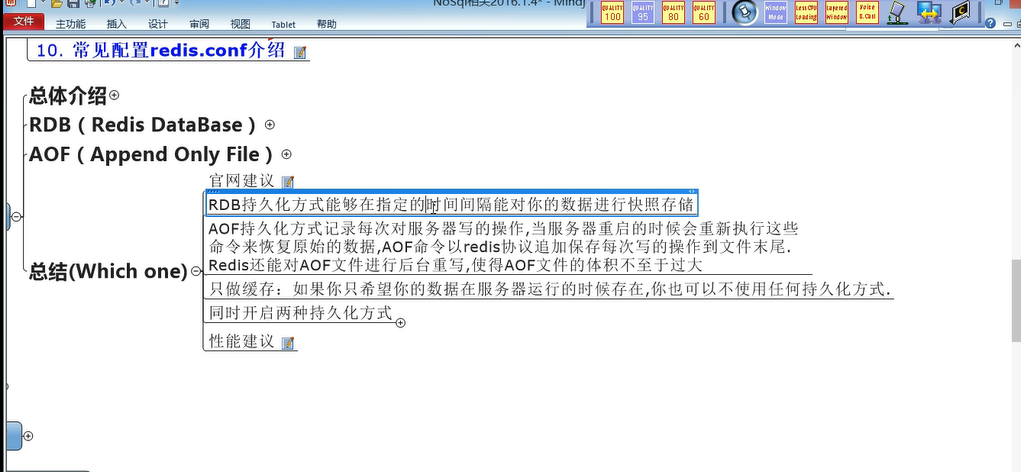 NoSql相关2016.1.4* - Mindj
文件 主功能 插入 设计 审阅 视图 Tablet 帮助
QUALITY 100 QUALITY 95 QUALITY 80 QUALITY 60 Window Mode Less CPU Loading Layered Window Voice & Call
10. 常见配置redis.conf介绍
总体介绍
RDB（Redis DataBase）
AOF（Append Only File）
官网建议
RDB持久化方式能够在指定的时间间隔能对你的数据进行快照存储
AOF持久化方式记录每次对服务器写的操作,当服务器重启的时候会重新执行这些
命令来恢复原始的数据,AOF命令以redis协议追加保存每次写的操作到文件末尾.
Redis还能对AOF文件进行后台重写,使得AOF文件的体积不至于过大
总结(Which one)
只做缓存：如果你只希望你的数据在服务器运行的时候存在,你也可以不使用任何持久化方式.
同时开启两种持久化方式
性能建议